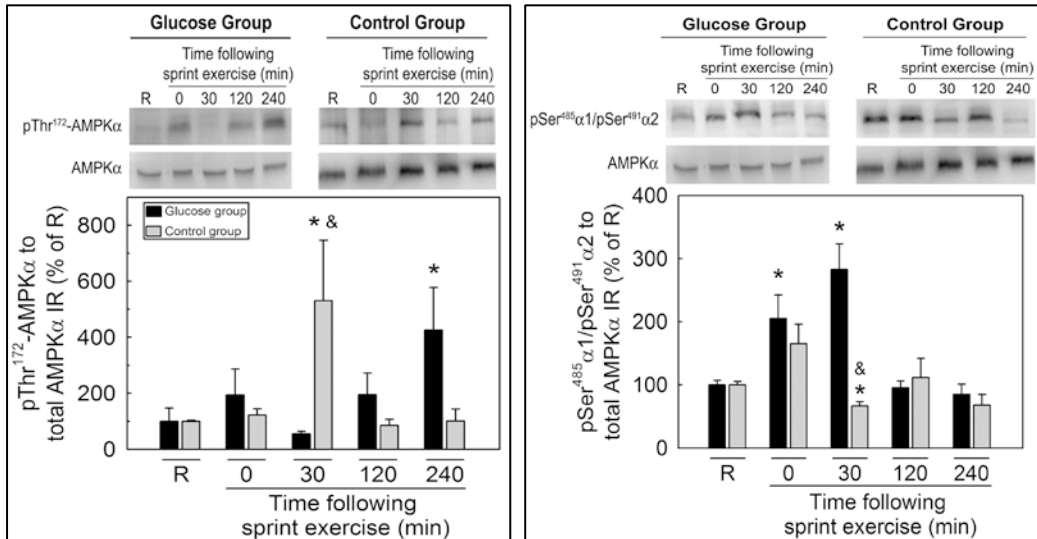 Glucose Group Control Group
Time following sprint exercise (min) Time following sprint exercise (min)
R 0 30 120 240 R 0 30 120 240
pThr¹⁷²-AMPKα
AMPKα
pThr¹⁷²-AMPKα to total AMPKα IR (% of R)
800
600
400
200
0
Glucose group
Control group
* &
*
R 0 30 120 240
Time following
sprint exercise (min)
Glucose Group Control Group
Time following sprint exercise (min) Time following sprint exercise (min)
R 0 30 120 240 R 0 30 120 240
pSer⁴⁸⁵α1/pSer⁴⁹¹α2
AMPKα
pSer⁴⁸⁵α1/pSer⁴⁹¹α2 to total AMPKα IR (% of R)
400
300
200
100
0
*
*
&
*
R 0 30 120 240
Time following
sprint exercise (min)